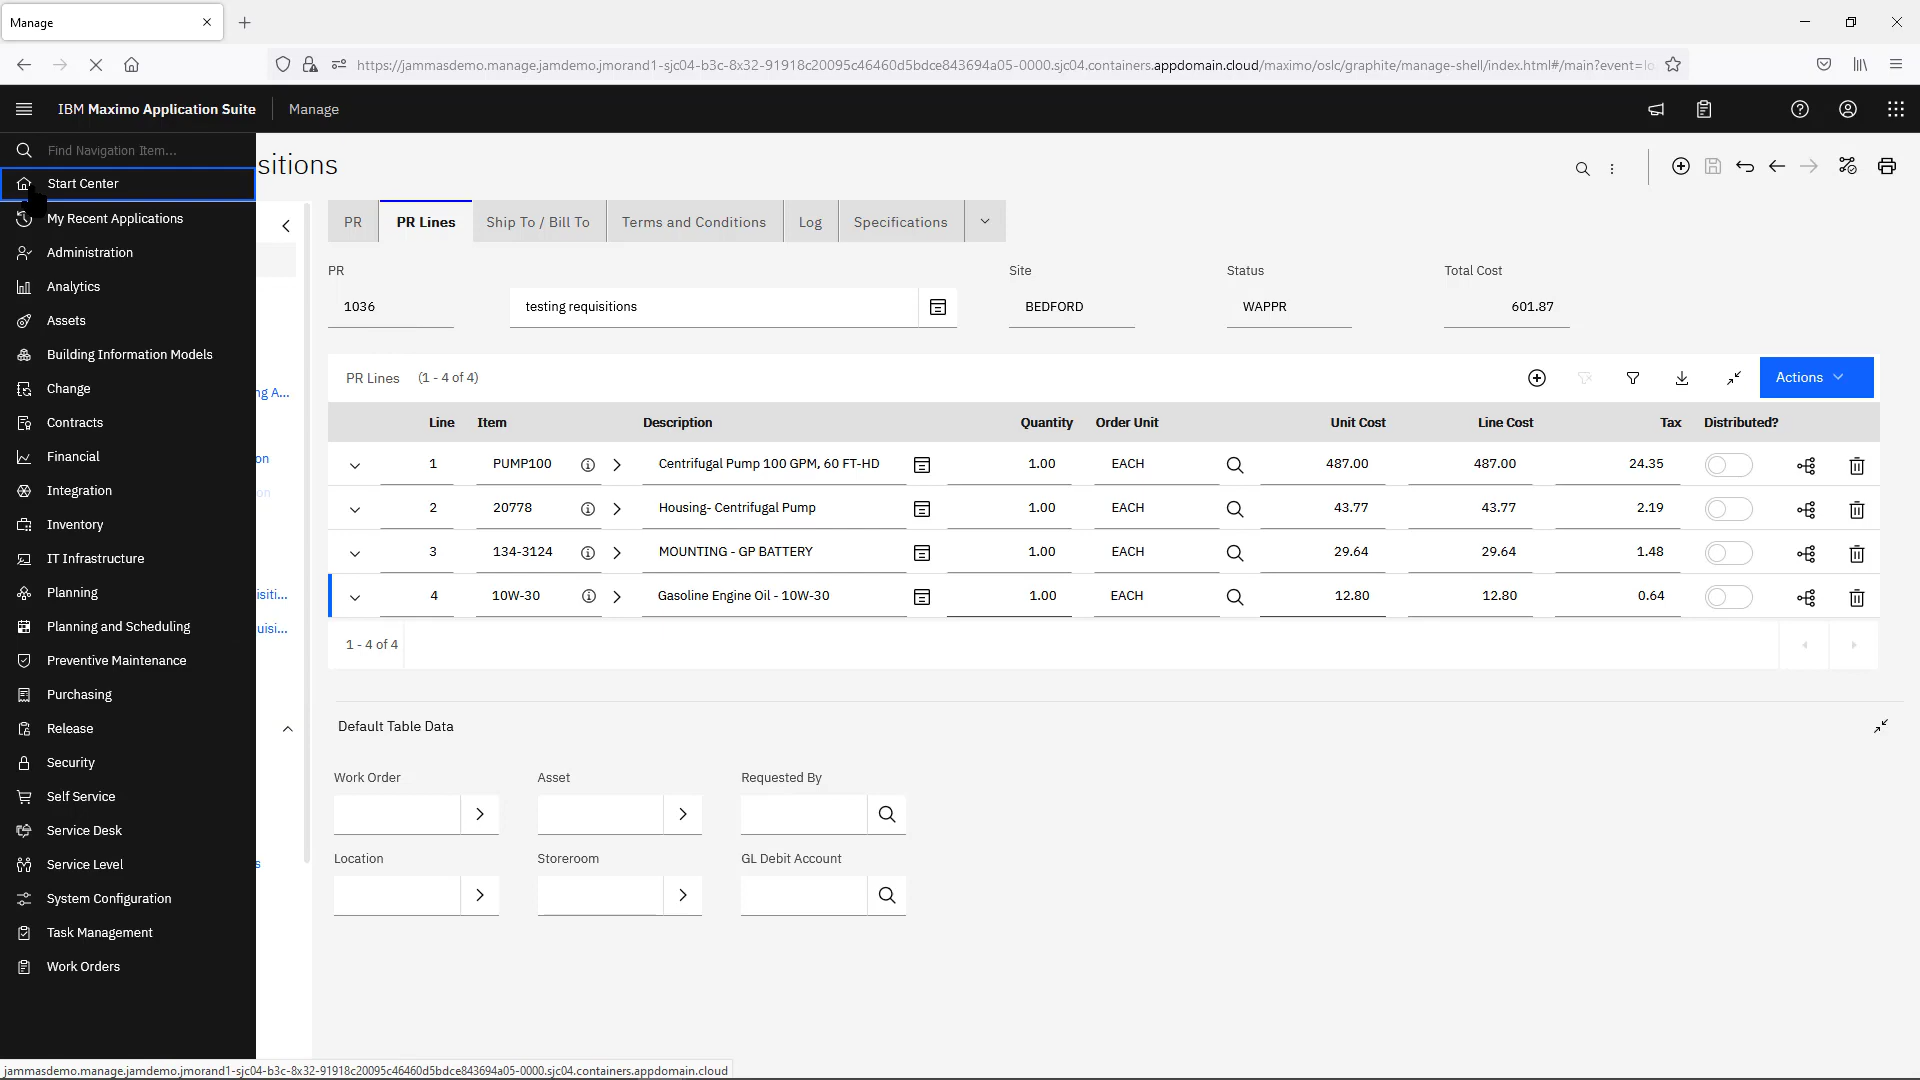 Manage
https://jammasdemo.manage.jamdemo.jmorand1-sjc04-b3c-8x32-91918c20095c46460d5bdce843694a05-0000.sjc04.containers.appdomain.cloud/maximo/oslc/graphite/manage-shell/index.html#/main?event=lo
IBM Maximo Application Suite Manage
Find Navigation Item...
sitions
Start Center
My Recent Applications
Administration
Analytics
Assets
Building Information Models
Change
Contracts
Financial
Integration
Inventory
IT Infrastructure
Planning
Planning and Scheduling
Preventive Maintenance
Purchasing
Release
Security
Self Service
Service Desk
Service Level
System Configuration
Task Management
Work Orders
ng A...
on
on
isiti...
uisi...
s
PR PR Lines Ship To / Bill To Terms and Conditions Log Specifications
PR Site Status Total Cost
1036 testing requisitions BEDFORD WAPPR 601.87
PR Lines (1 - 4 of 4) Actions
Line Item Description Quantity Order Unit Unit Cost Line Cost Tax Distributed?
1 PUMP100 Centrifugal Pump 100 GPM, 60 FT-HD 1.00 EACH 487.00 487.00 24.35
2 20778 Housing- Centrifugal Pump 1.00 EACH 43.77 43.77 2.19
3 134-3124 MOUNTING - GP BATTERY 1.00 EACH 29.64 29.64 1.48
4 10W-30 Gasoline Engine Oil - 10W-30 1.00 EACH 12.80 12.80 0.64
1 - 4 of 4
Default Table Data
Work Order Asset Requested By
Location Storeroom GL Debit Account
jammasdemo.manage.jamdemo.jmorand1-sjc04-b3c-8x32-91918c20095c46460d5bdce843694a05-0000.sjc04.containers.appdomain.cloud